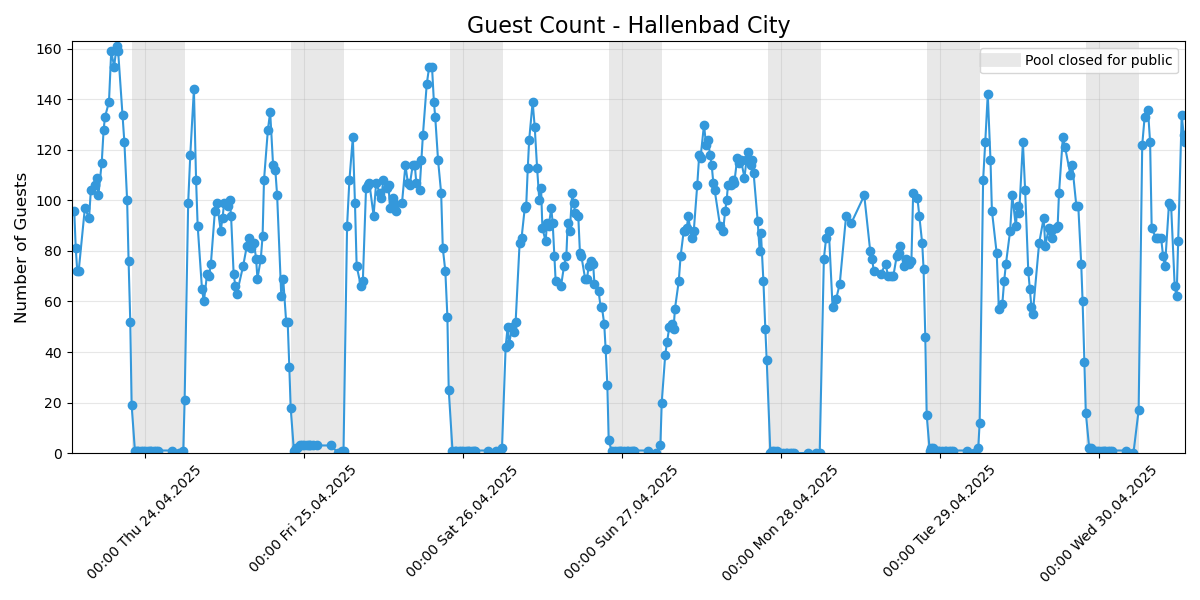 Guest Count - Hallenbad City
Pool closed for public
Number of Guests
160
140
120
100
80
60
40
20
0
00:00 Thu 24.04.2025
00:00 Fri 25.04.2025
00:00 Sat 26.04.2025
00:00 Sun 27.04.2025
00:00 Mon 28.04.2025
00:00 Tue 29.04.2025
00:00 Wed 30.04.2025